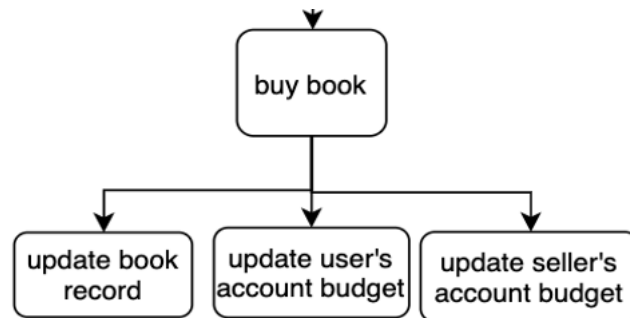 buy book
update book
record
update user's
account budget
update seller's
account budget